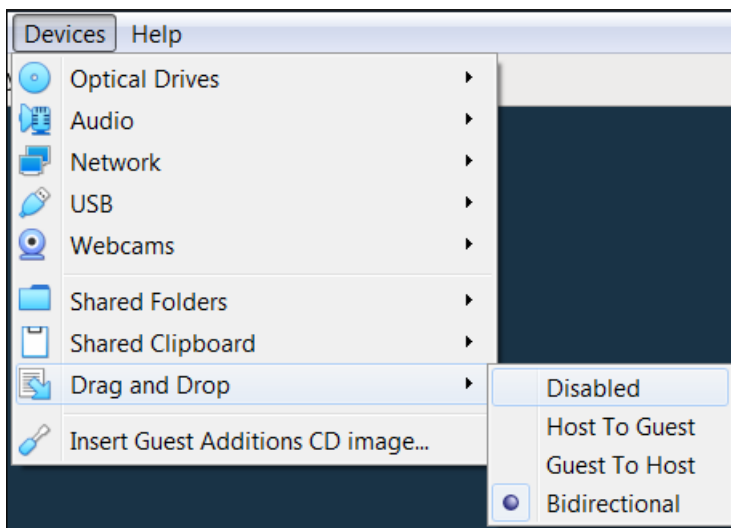 Devices Help
Optical Drives
Audio
Network
USB
Webcams
Shared Folders
Shared Clipboard
Drag and Drop
Insert Guest Additions CD image...
Disabled
Host To Guest
Guest To Host
Bidirectional